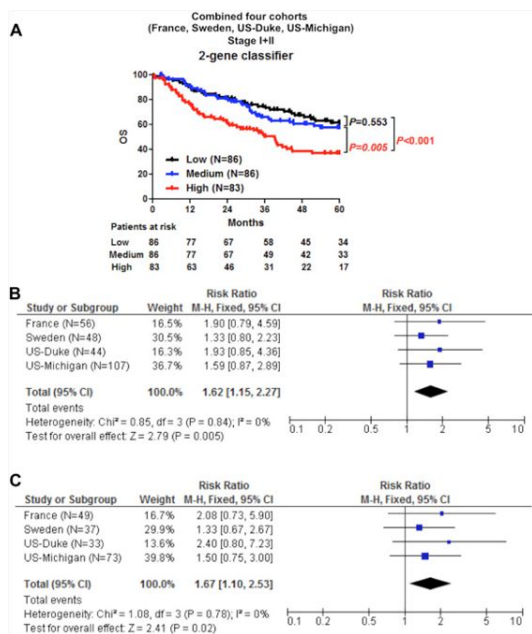 A
Combined four cohorts
(France, Sweden, US-Duke, US-Michigan)
Stage I+II
2-gene classifier
100
80
60
40
20
0
OS
P=0.553
P=0.005
P<0.001
Low (N=86)
Medium (N=86)
High (N=83)
0 12 24 36 48 60
Months
Patients at risk
Low 86 77 67 58 45 34
Medium 86 77 67 49 42 33
High 83 63 46 31 22 17
B
Risk Ratio Risk Ratio
Study or Subgroup Weight M-H, Fixed, 95% CI M-H, Fixed, 95% CI
France (N=56) 16.5% 1.90 [0.79, 4.59]
Sweden (N=48) 30.5% 1.33 [0.80, 2.23]
US-Duke (N=44) 16.3% 1.93 [0.85, 4.36]
US-Michigan (N=107) 36.7% 1.59 [0.87, 2.89]
Total (95% CI) 100.0% 1.62 [1.15, 2.27]
Total events
Heterogeneity: Chi² = 0.85, df = 3 (P = 0.84); I² = 0%
Test for overall effect: Z = 2.79 (P = 0.005)
0.1 0.2 0.5 1 2 5 10
C
Risk Ratio Risk Ratio
Study or Subgroup Weight M-H, Fixed, 95% CI M-H, Fixed, 95% CI
France (N=49) 16.7% 2.08 [0.73, 5.90]
Sweden (N=37) 29.9% 1.33 [0.67, 2.67]
US-Duke (N=33) 13.6% 2.40 [0.80, 7.23]
US-Michigan (N=73) 39.8% 1.50 [0.75, 3.00]
Total (95% CI) 100.0% 1.67 [1.10, 2.53]
Total events
Heterogeneity: Chi² = 1.08, df = 3 (P = 0.78); I² = 0%
Test for overall effect: Z = 2.41 (P = 0.02)
0.1 0.2 0.5 1 2 5 10